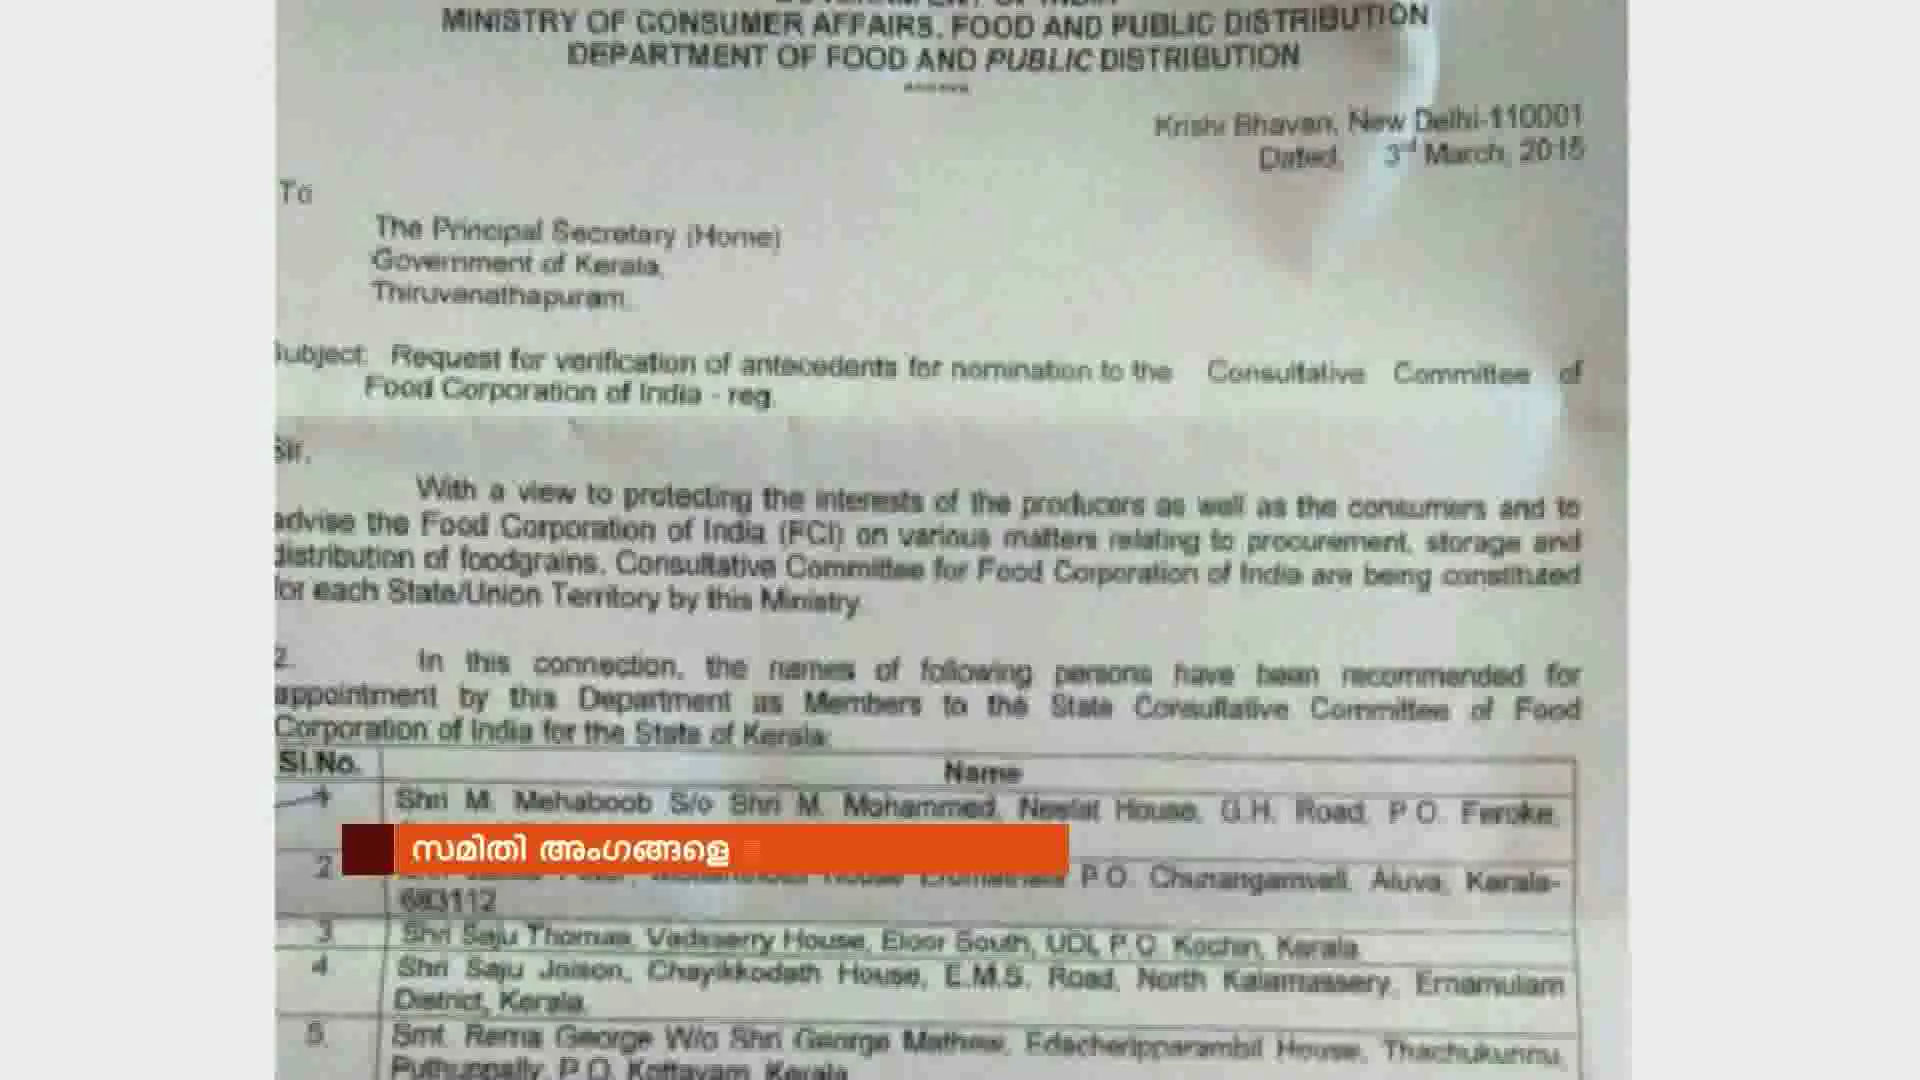 MINISTRY OF CONSUMER AFFAIRS, FOOD AND PUBLIC DISTRIBUTION
DEPARTMENT OF FOOD AND PUBLIC DISTRIBUTION
Krishi Bhavan, New Delhi-110001
Dated, 3rd March, 2015
To
The Principal Secretary (Home)
Government of Kerala,
Thiruvanathapuram.
Subject: Request for verification of antecedents for nomination to the Consultative Committee of
Food Corporation of India - reg.
Sir,
With a view to protecting the interests of the producers as well as the consumers and to
advise the Food Corporation of India (FCI) on various matters relating to procurement, storage and
distribution of foodgrains, Consultative Committee for Food Corporation of India are being constituted
for each State/Union Territory by this Ministry.
2. In this connection, the names of following persons have been recommended for
appointment by this Department as Members to the State Consultative Committee of Food
Corporation of India for the State of Kerala:
Sl.No. Name
1 Shri M. Mehaboob S/o Shri M. Mohammed, House, G.H. Road, P.O. Feroke,
സമിതി അംഗങ്ങളെ
2 P.O. Chunangamveli, Aluva, Kerala-
683112
3 Shri Saju Thomas, Vadisserry House, Eloor South, UDL P.O. Kochin, Kerala
4 Shri Saju Joison, Chayikkodath House, E.M.S. Road, North Kalamassery, Ernamulam
District, Kerala.
5. Smt. Rema George W/o Shri George Mathew, Edacheripparambil House, Thachukunnu,
Puthuppally, P.O. Kottayam, Kerala